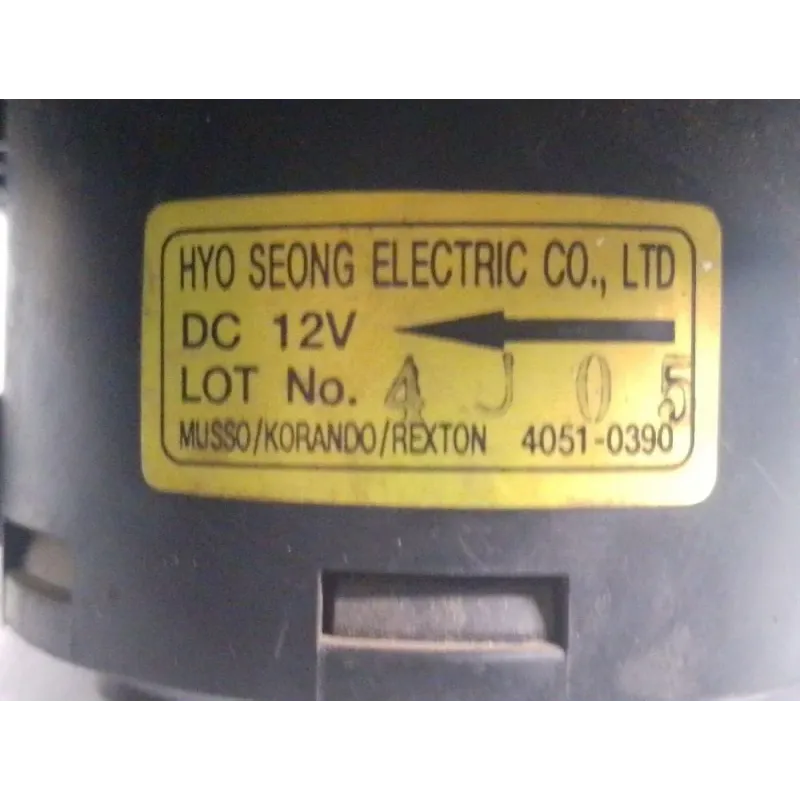 HYO SEONG ELECTRIC CO., LTD
DC 12V
LOT No. 4 J 0 5
MUSSO/KORANDO/REXTON 4051-0390